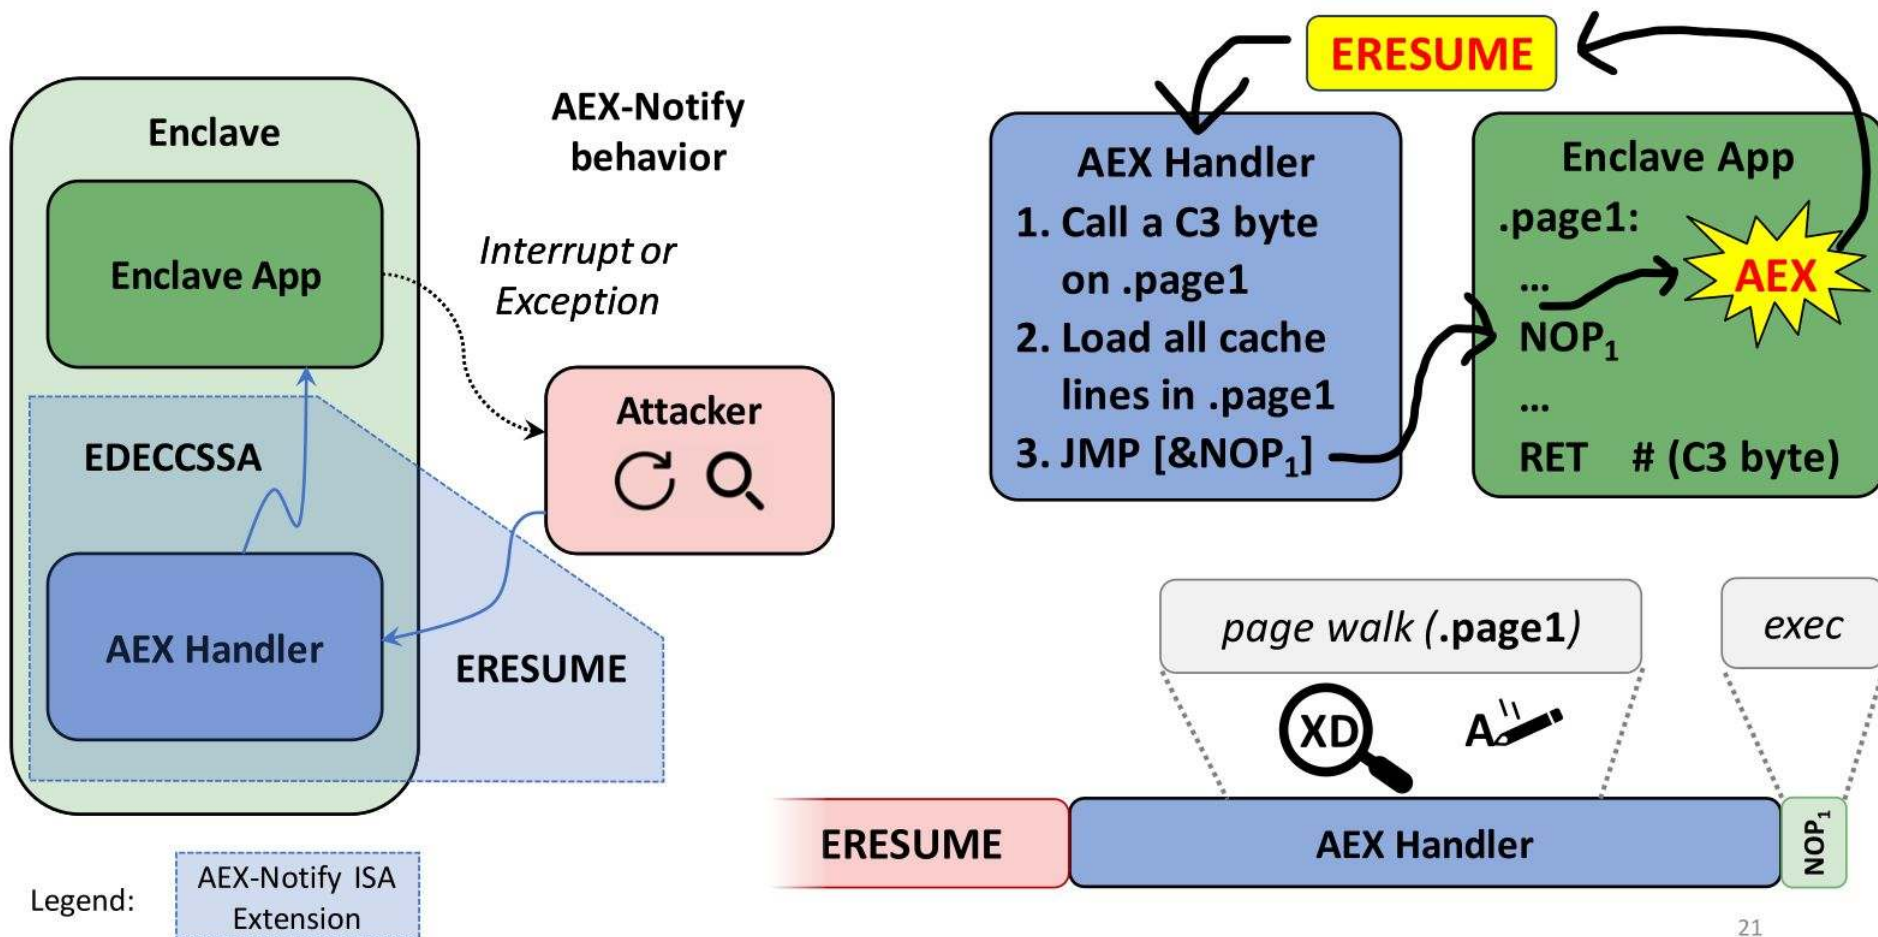 Enclave
Enclave App
EDECCSSA
AEX Handler
ERESUME
Legend:
AEX-Notify ISA
Extension
AEX-Notify
behavior
Interrupt or
Exception
Attacker
ERESUME
AEX Handler
1. Call a C3 byte
on .page1
2. Load all cache
lines in .page1
3. JMP [&NOP₁]
Enclave App
.page1:
...
AEX
NOP₁
...
RET # (C3 byte)
page walk (.page1)
exec
XD
A
ERESUME
AEX Handler
NOP₁
21